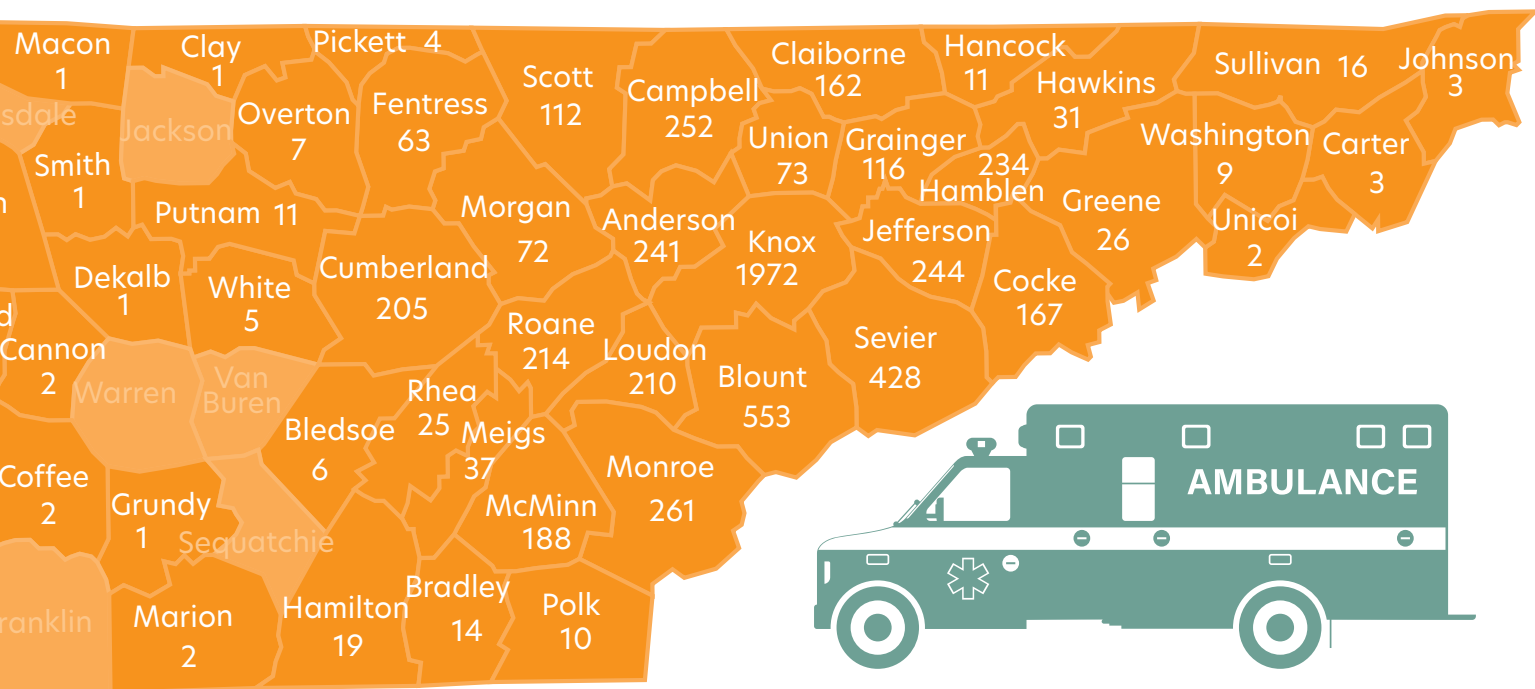 Macon
1
Clay
1
Pickett 4
Scott
112
Campbell
252
Claiborne
162
Hancock
11
Hawkins
31
Sullivan 16
Johnson
3
sdale
Jackson
Overton
7
Fentress
63
Union
73
Grainger
116
234
Hamblen
Washington
9
Carter
3
Smith
1
Putnam 11
Morgan
72
Anderson
241
Knox
1972
Jefferson
244
Greene
26
Unicoi
2
n
Dekalb
1
White
5
Cumberland
205
Cocke
167
d
Cannon
2
Warren
Van
Buren
Roane
214
Loudon
210
Blount
553
Sevier
428
Rhea
25
Meigs
37
Bledsoe
6
Coffee
2
Grundy
1
Sequatchie
McMinn
188
Monroe
261
ranklin
Marion
2
Hamilton
19
Bradley
14
Polk
10
AMBULANCE